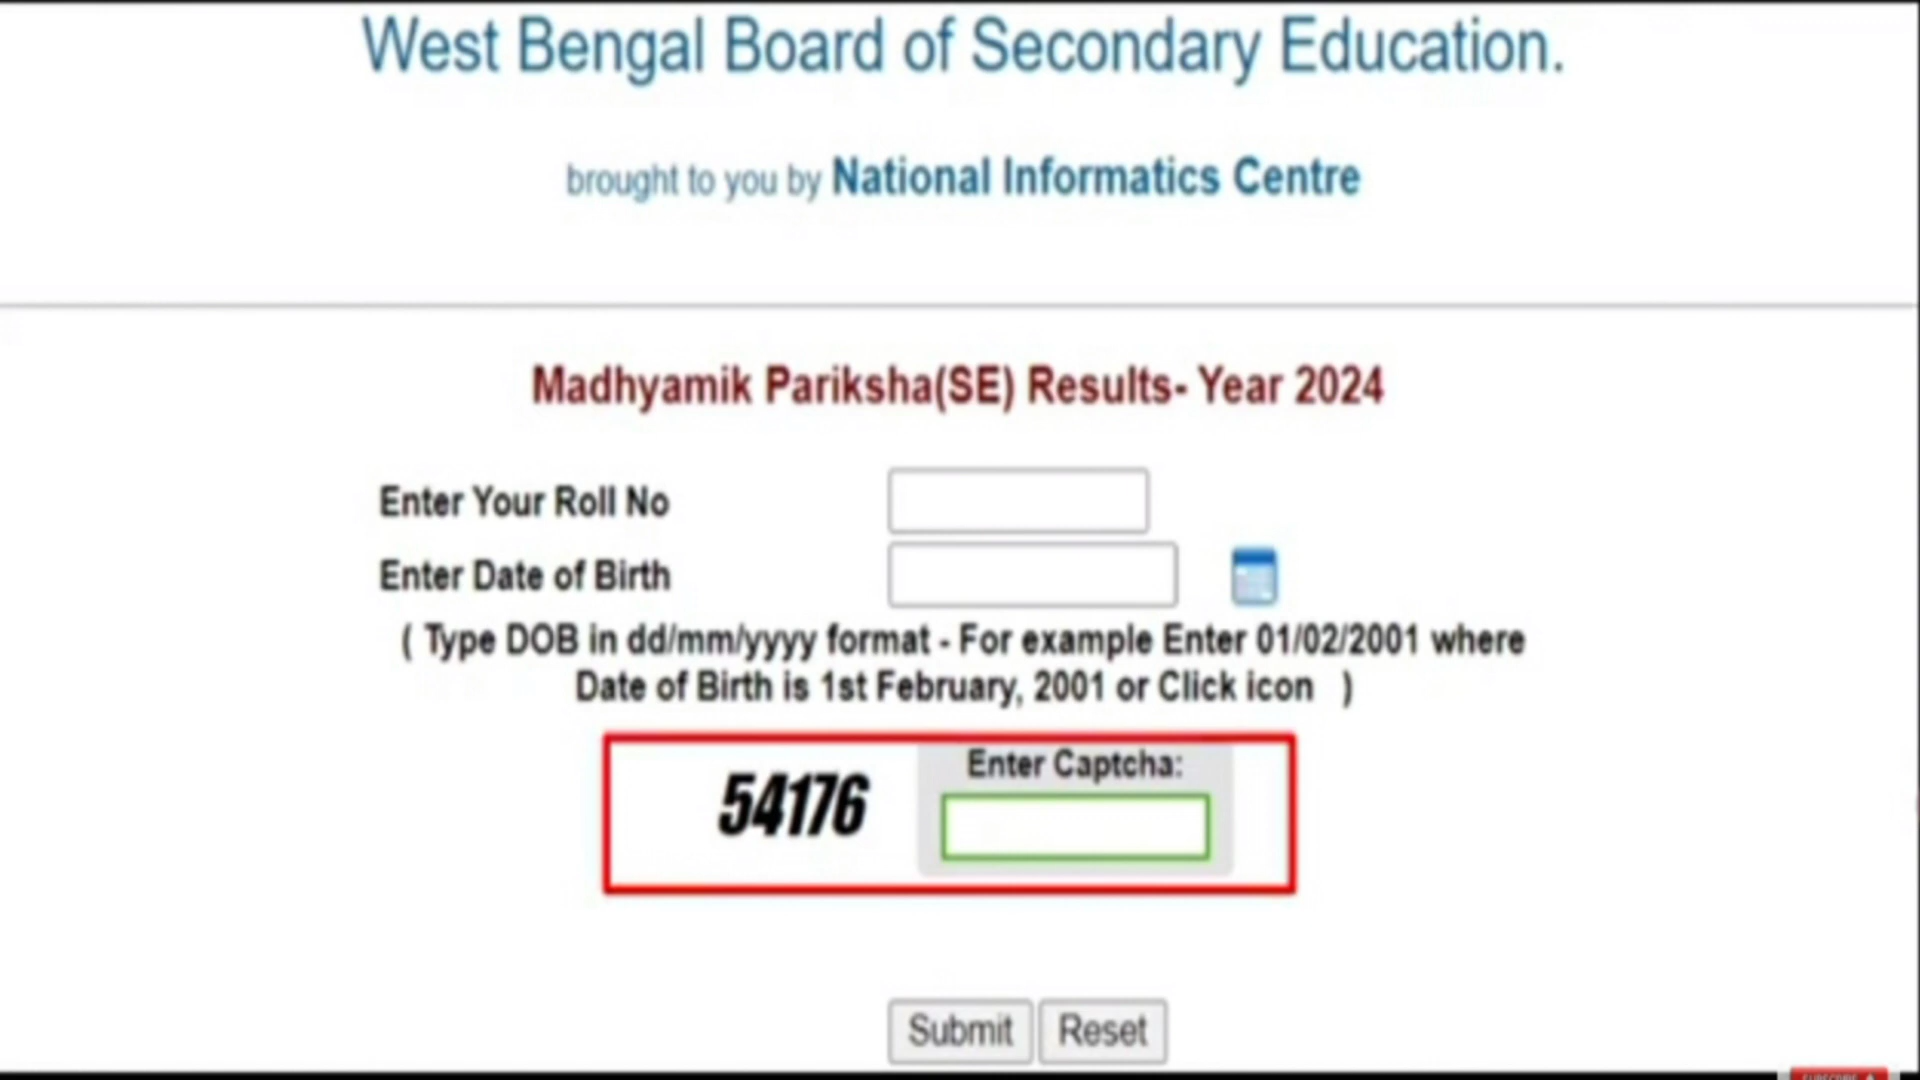 West Bengal Board of Secondary Education.
brought to you by National Informatics Centre
Madhyamik Pariksha(SE) Results- Year 2024
Enter Your Roll No
Enter Date of Birth
( Type DOB in dd/mm/yyyy format - For example Enter 01/02/2001 where
Date of Birth is 1st February, 2001 or Click icon )
Enter Captcha:
54176
Submit Reset